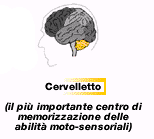 Cervelletto
(il più importante centro di
memorizzazione delle
abilità moto-sensoriali)